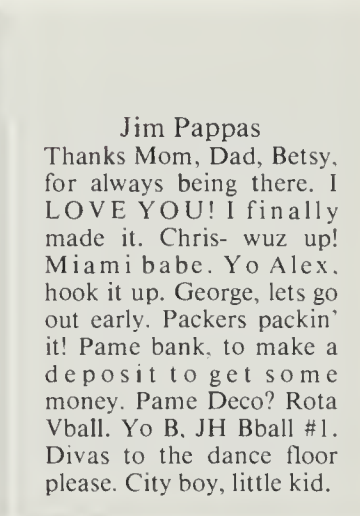 Jim Pappas
Thanks Mom, Dad, Betsy,
for always being there. I
LOVE YOU! I finally
made it. Chris- wuz up!
Miami babe. Yo Alex,
hook it up. George, lets go
out early. Packers packin'
it! Pame bank, to make a
deposit to get some
money. Pame Deco? Rota
Vball. Yo B, JH Bball #1.
Divas to the dance floor
please. City boy, little kid.